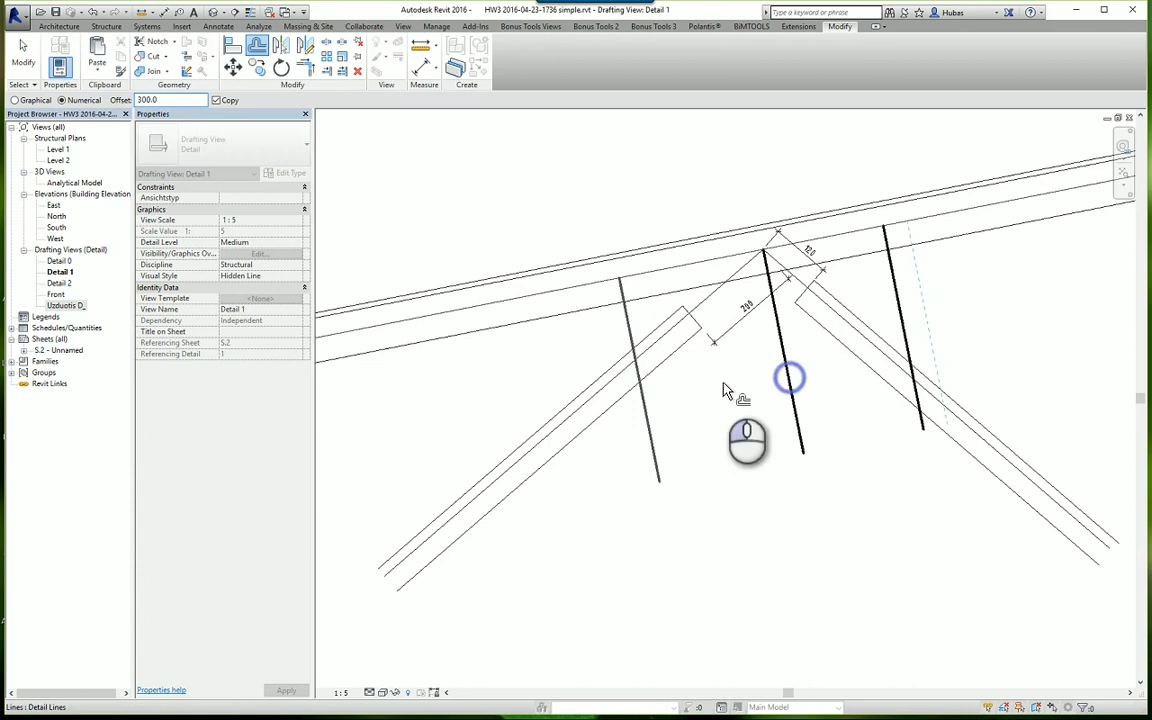 Autodesk Revit 2016 - HW3 2016-04-23-1736 simple.rvt - Drafting View: Detail 1
Type a keyword or phrase
Hubas
Architecture Structure Systems Insert Annotate Analyze Massing & Site Collaborate View Manage Add-Ins Bonus Tools Views Bonus Tools 2 Bonus Tools 3 Polantis® BiMTOOLS Extensions Modify
Modify
Properties
Paste
Notch
Cut
Join
Select Properties Clipboard Geometry Modify View Measure Create
Graphical Numerical Offset: 300.0 Copy
Project Browser - HW3 2016-04-2...
Views (all)
Structural Plans
Level 1
Level 2
3D Views
Analytical Model
Elevations (Building Elevation
East
North
South
West
Drafting Views (Detail)
Detail 0
Detail 1
Detail 2
Front
Uzduotis D_
Legends
Schedules/Quantities
Sheets (all)
S.2 - Unnamed
Families
Groups
Revit Links
Properties
Drafting View
Detail
Drafting View: Detail 1
Edit Type
Constraints
Ansichtstyp
Graphics
View Scale 1 : 5
Scale Value 1: 5
Detail Level Medium
Visibility/Graphics Ov... Edit...
Discipline Structural
Visual Style Hidden Line
Identity Data
View Template <None>
View Name Detail 1
Dependency Independent
Title on Sheet
Referencing Sheet S.2
Referencing Detail 1
Properties help
Apply
120
200
1 : 5
Lines : Detail Lines
:0
Main Model
:0